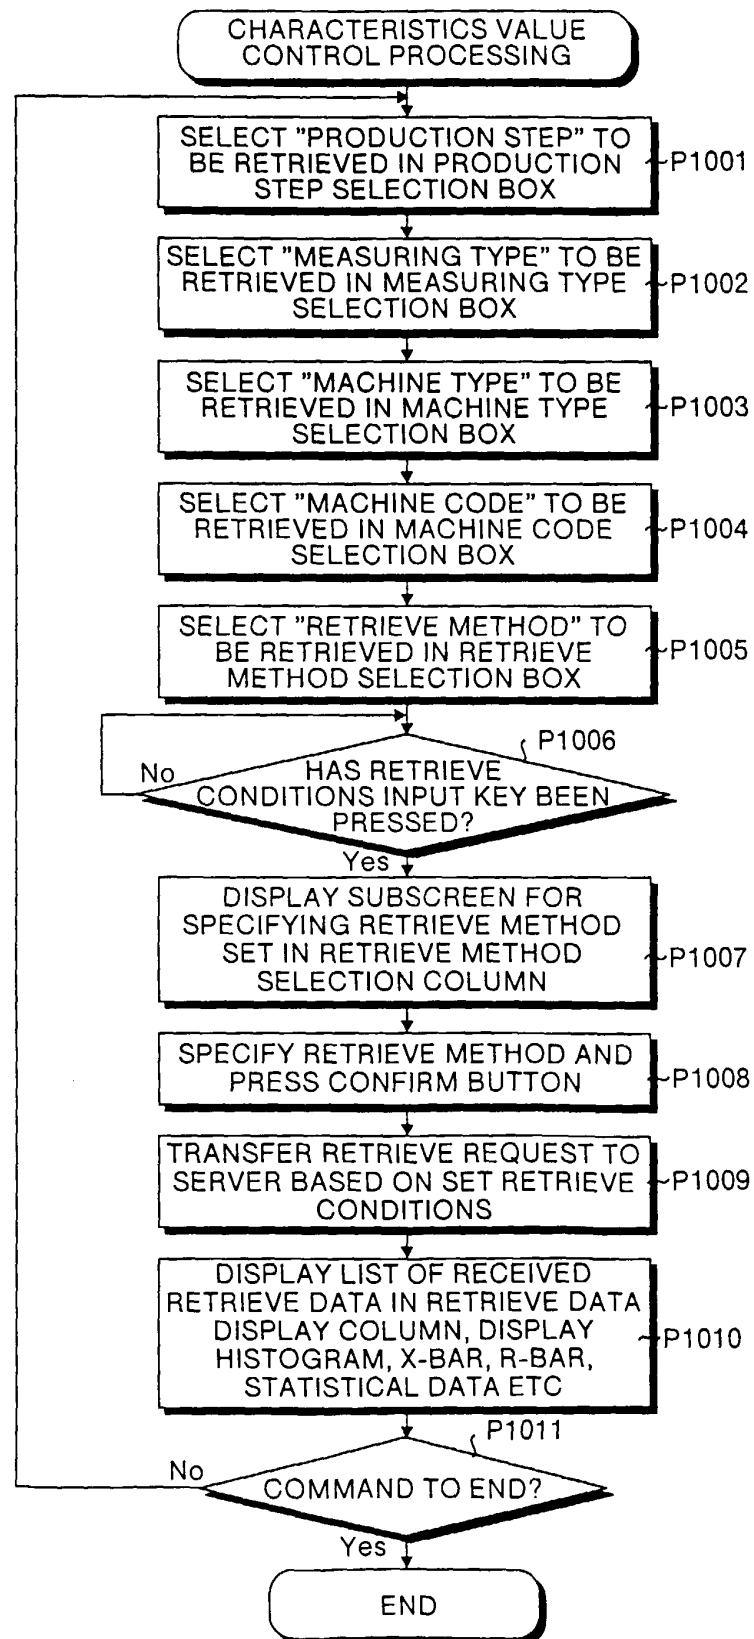 CHARACTERISTICS VALUE
CONTROL PROCESSING
SELECT "PRODUCTION STEP" TO
BE RETRIEVED IN PRODUCTION
STEP SELECTION BOX
P1001
SELECT "MEASURING TYPE" TO BE
RETRIEVED IN MEASURING TYPE
SELECTION BOX
P1002
SELECT "MACHINE TYPE" TO BE
RETRIEVED IN MACHINE TYPE
SELECTION BOX
P1003
SELECT "MACHINE CODE" TO BE
RETRIEVED IN MACHINE CODE
SELECTION BOX
P1004
SELECT "RETRIEVE METHOD" TO
BE RETRIEVED IN RETRIEVE
METHOD SELECTION BOX
P1005
P1006
No
HAS RETRIEVE
CONDITIONS INPUT KEY BEEN
PRESSED?
Yes
DISPLAY SUBSCREEN FOR
SPECIFYING RETRIEVE METHOD
SET IN RETRIEVE METHOD
SELECTION COLUMN
P1007
SPECIFY RETRIEVE METHOD AND
PRESS CONFIRM BUTTON
P1008
TRANSFER RETRIEVE REQUEST TO
SERVER BASED ON SET RETRIEVE
CONDITIONS
P1009
DISPLAY LIST OF RECEIVED
RETRIEVE DATA IN RETRIEVE DATA
DISPLAY COLUMN, DISPLAY
HISTOGRAM, X-BAR, R-BAR,
STATISTICAL DATA ETC
P1010
P1011
No
COMMAND TO END?
Yes
END